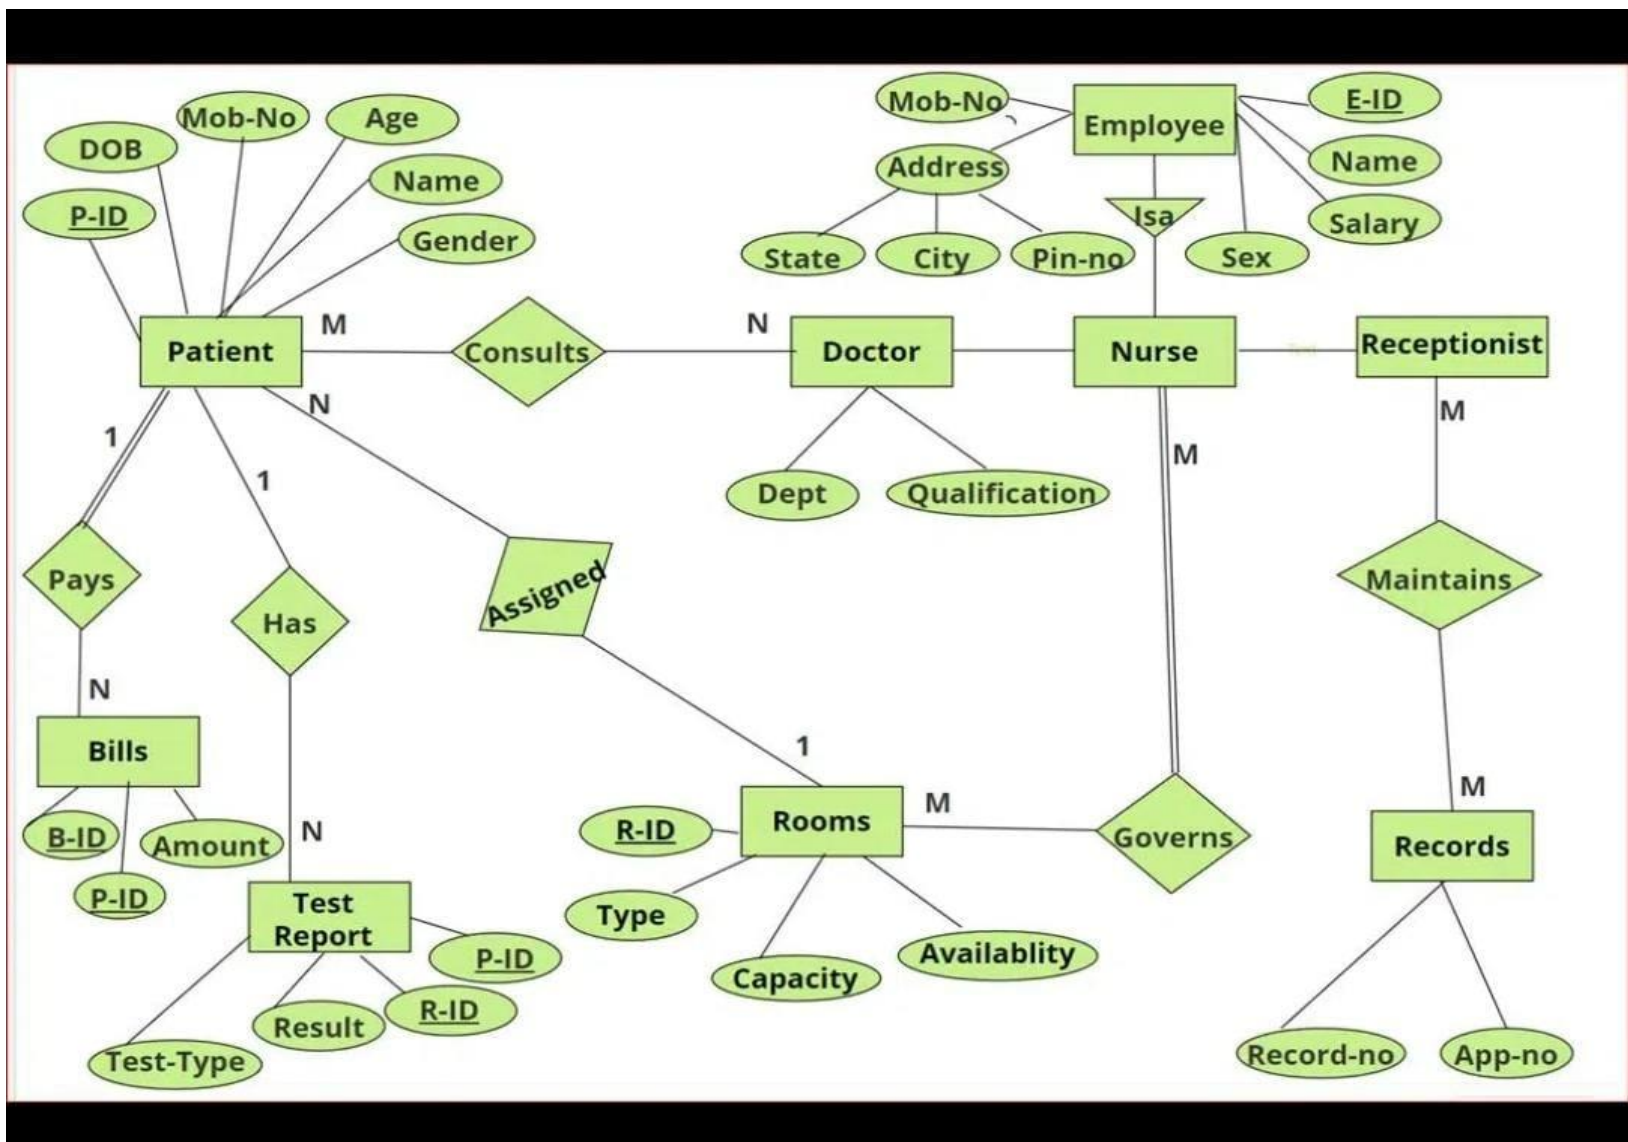 Mob-No
Employee
E-ID
Mob-No
Age
DOB
Name
Address
Name
P-ID
Isa
Salary
Gender
State
City
Pin-no
Sex
M
N
Patient
Consults
Doctor
Nurse
Receptionist
N
M
1
M
1
Dept
Qualification
Pays
Has
Assigned
Maintains
N
Bills
1
M
M
B-ID
Amount
N
R-ID
Rooms
Governs
Records
P-ID
Test
Report
Type
Availablity
P-ID
Capacity
R-ID
Result
Test-Type
Record-no
App-no